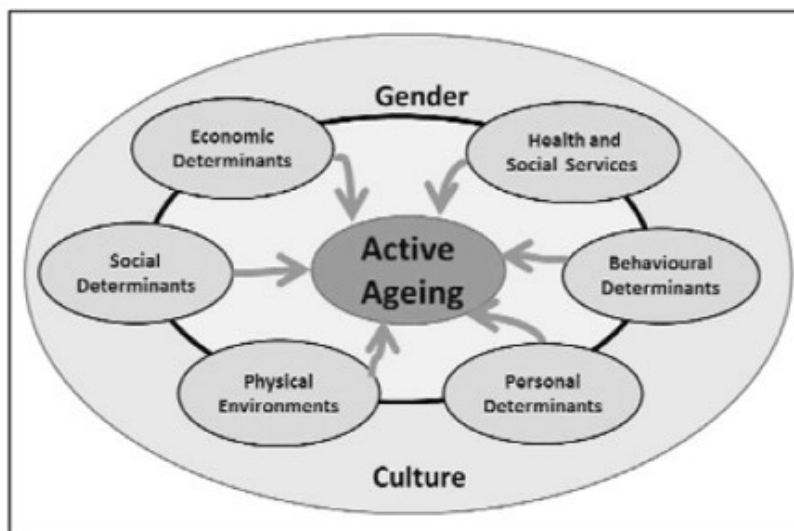 Gender
Economic
Determinants
Health and
Social Services
Social
Determinants
Active
Ageing
Behavioural
Determinants
Physical
Environments
Personal
Determinants
Culture